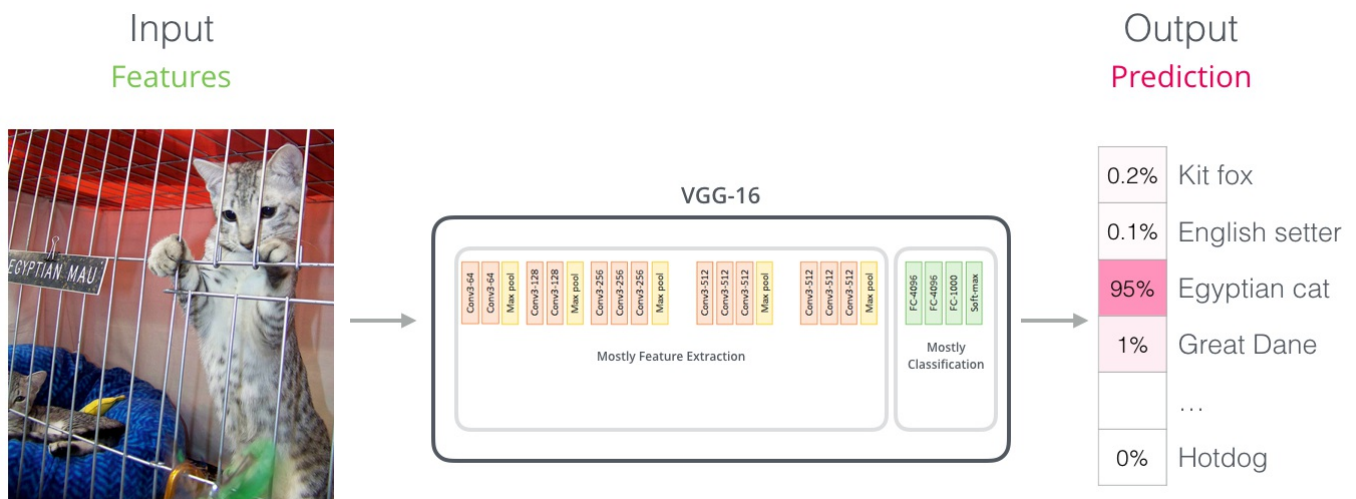 Input
Features
Output
Prediction
EGYPTIAN MAU
VGG-16
Conv3-64
Conv3-64
Max pool
Conv3-128
Conv3-128
Max pool
Conv3-256
Conv3-256
Conv3-256
Max pool
Conv3-512
Conv3-512
Conv3-512
Max pool
Conv3-512
Conv3-512
Conv3-512
Max pool
Mostly Feature Extraction
FC-4096
FC-4096
FC-1000
Soft-max
Mostly
Classification
0.2% Kit fox
0.1% English setter
95% Egyptian cat
1% Great Dane
...
0% Hotdog